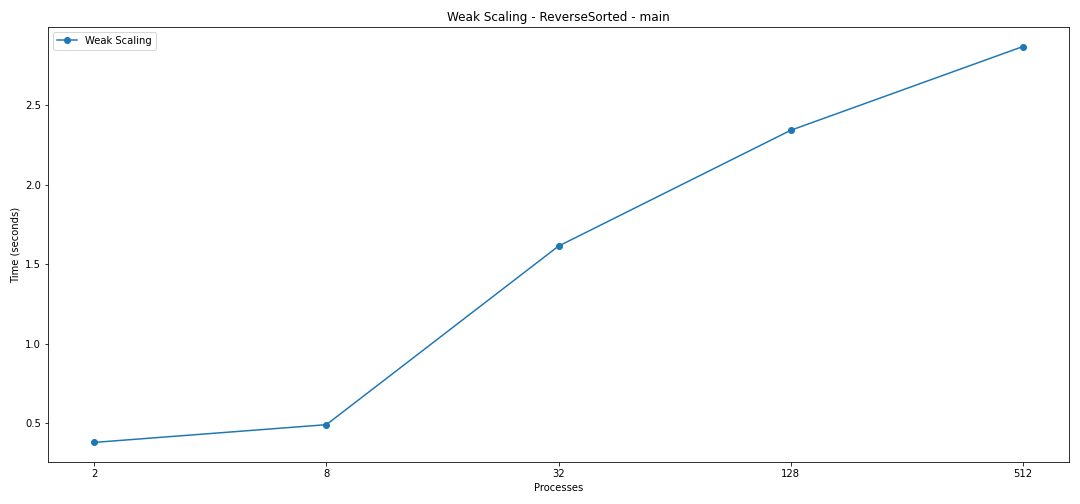 Weak Scaling - ReverseSorted - main
Weak Scaling
Time (seconds)
2.5
2.0
1.5
1.0
0.5
2 8 32 128 512
Processes